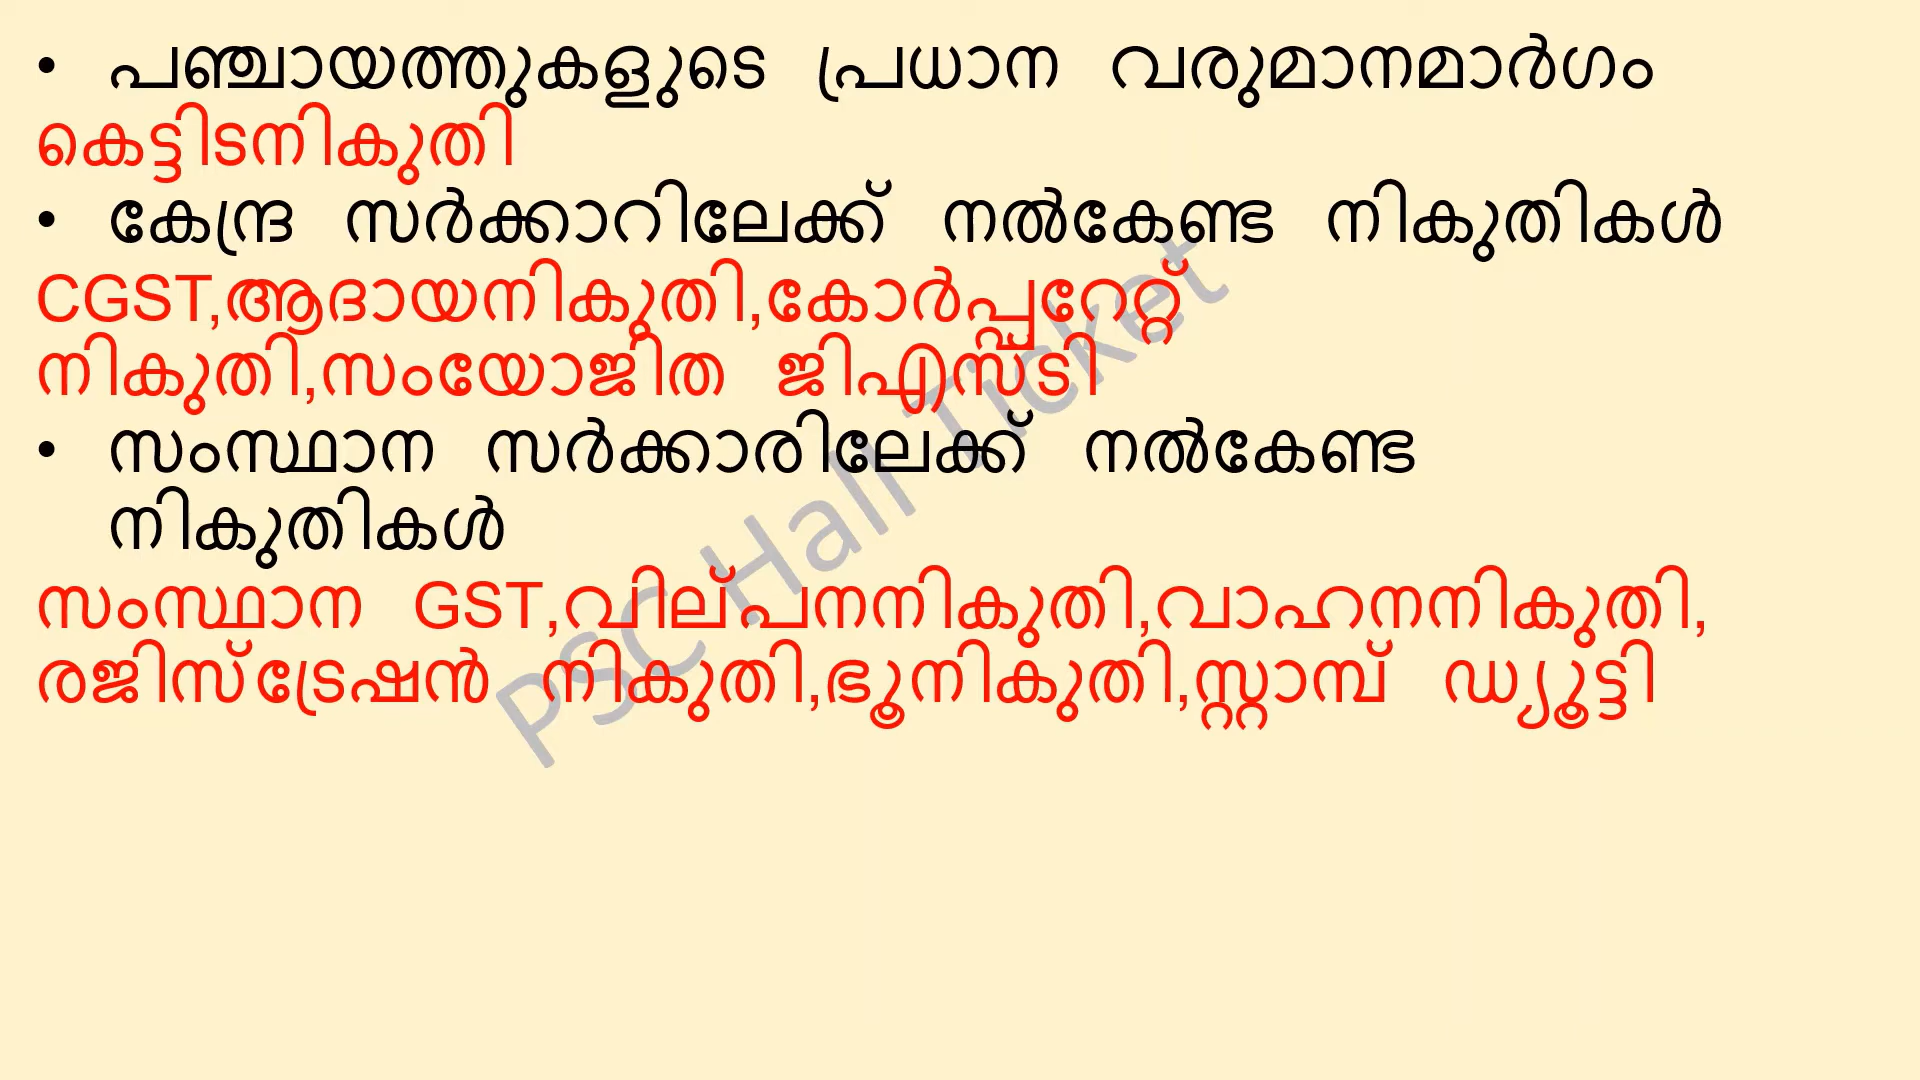 • പഞ്ചായത്തുകളുടെ പ്രധാന വരുമാനമാർഗം
കെട്ടിടനികുതി
• കേന്ദ്ര സർക്കാറിലേക്ക് നൽകേണ്ട നികുതികൾ
CGST,ആദായനികുതി,കോർപ്പറേറ്റ്
നികുതി,സംയോജിത ജിഎസ്ടി
• സംസ്ഥാന സർക്കാരിലേക്ക് നൽകേണ്ട
നികുതികൾ
സംസ്ഥാന GST,വില്പനനികുതി,വാഹനനികുതി,
രജിസ്ട്രേഷൻ നികുതി,ഭൂനികുതി,സ്റ്റാമ്പ് ഡ്യൂട്ടി
PSC Hall Ticket